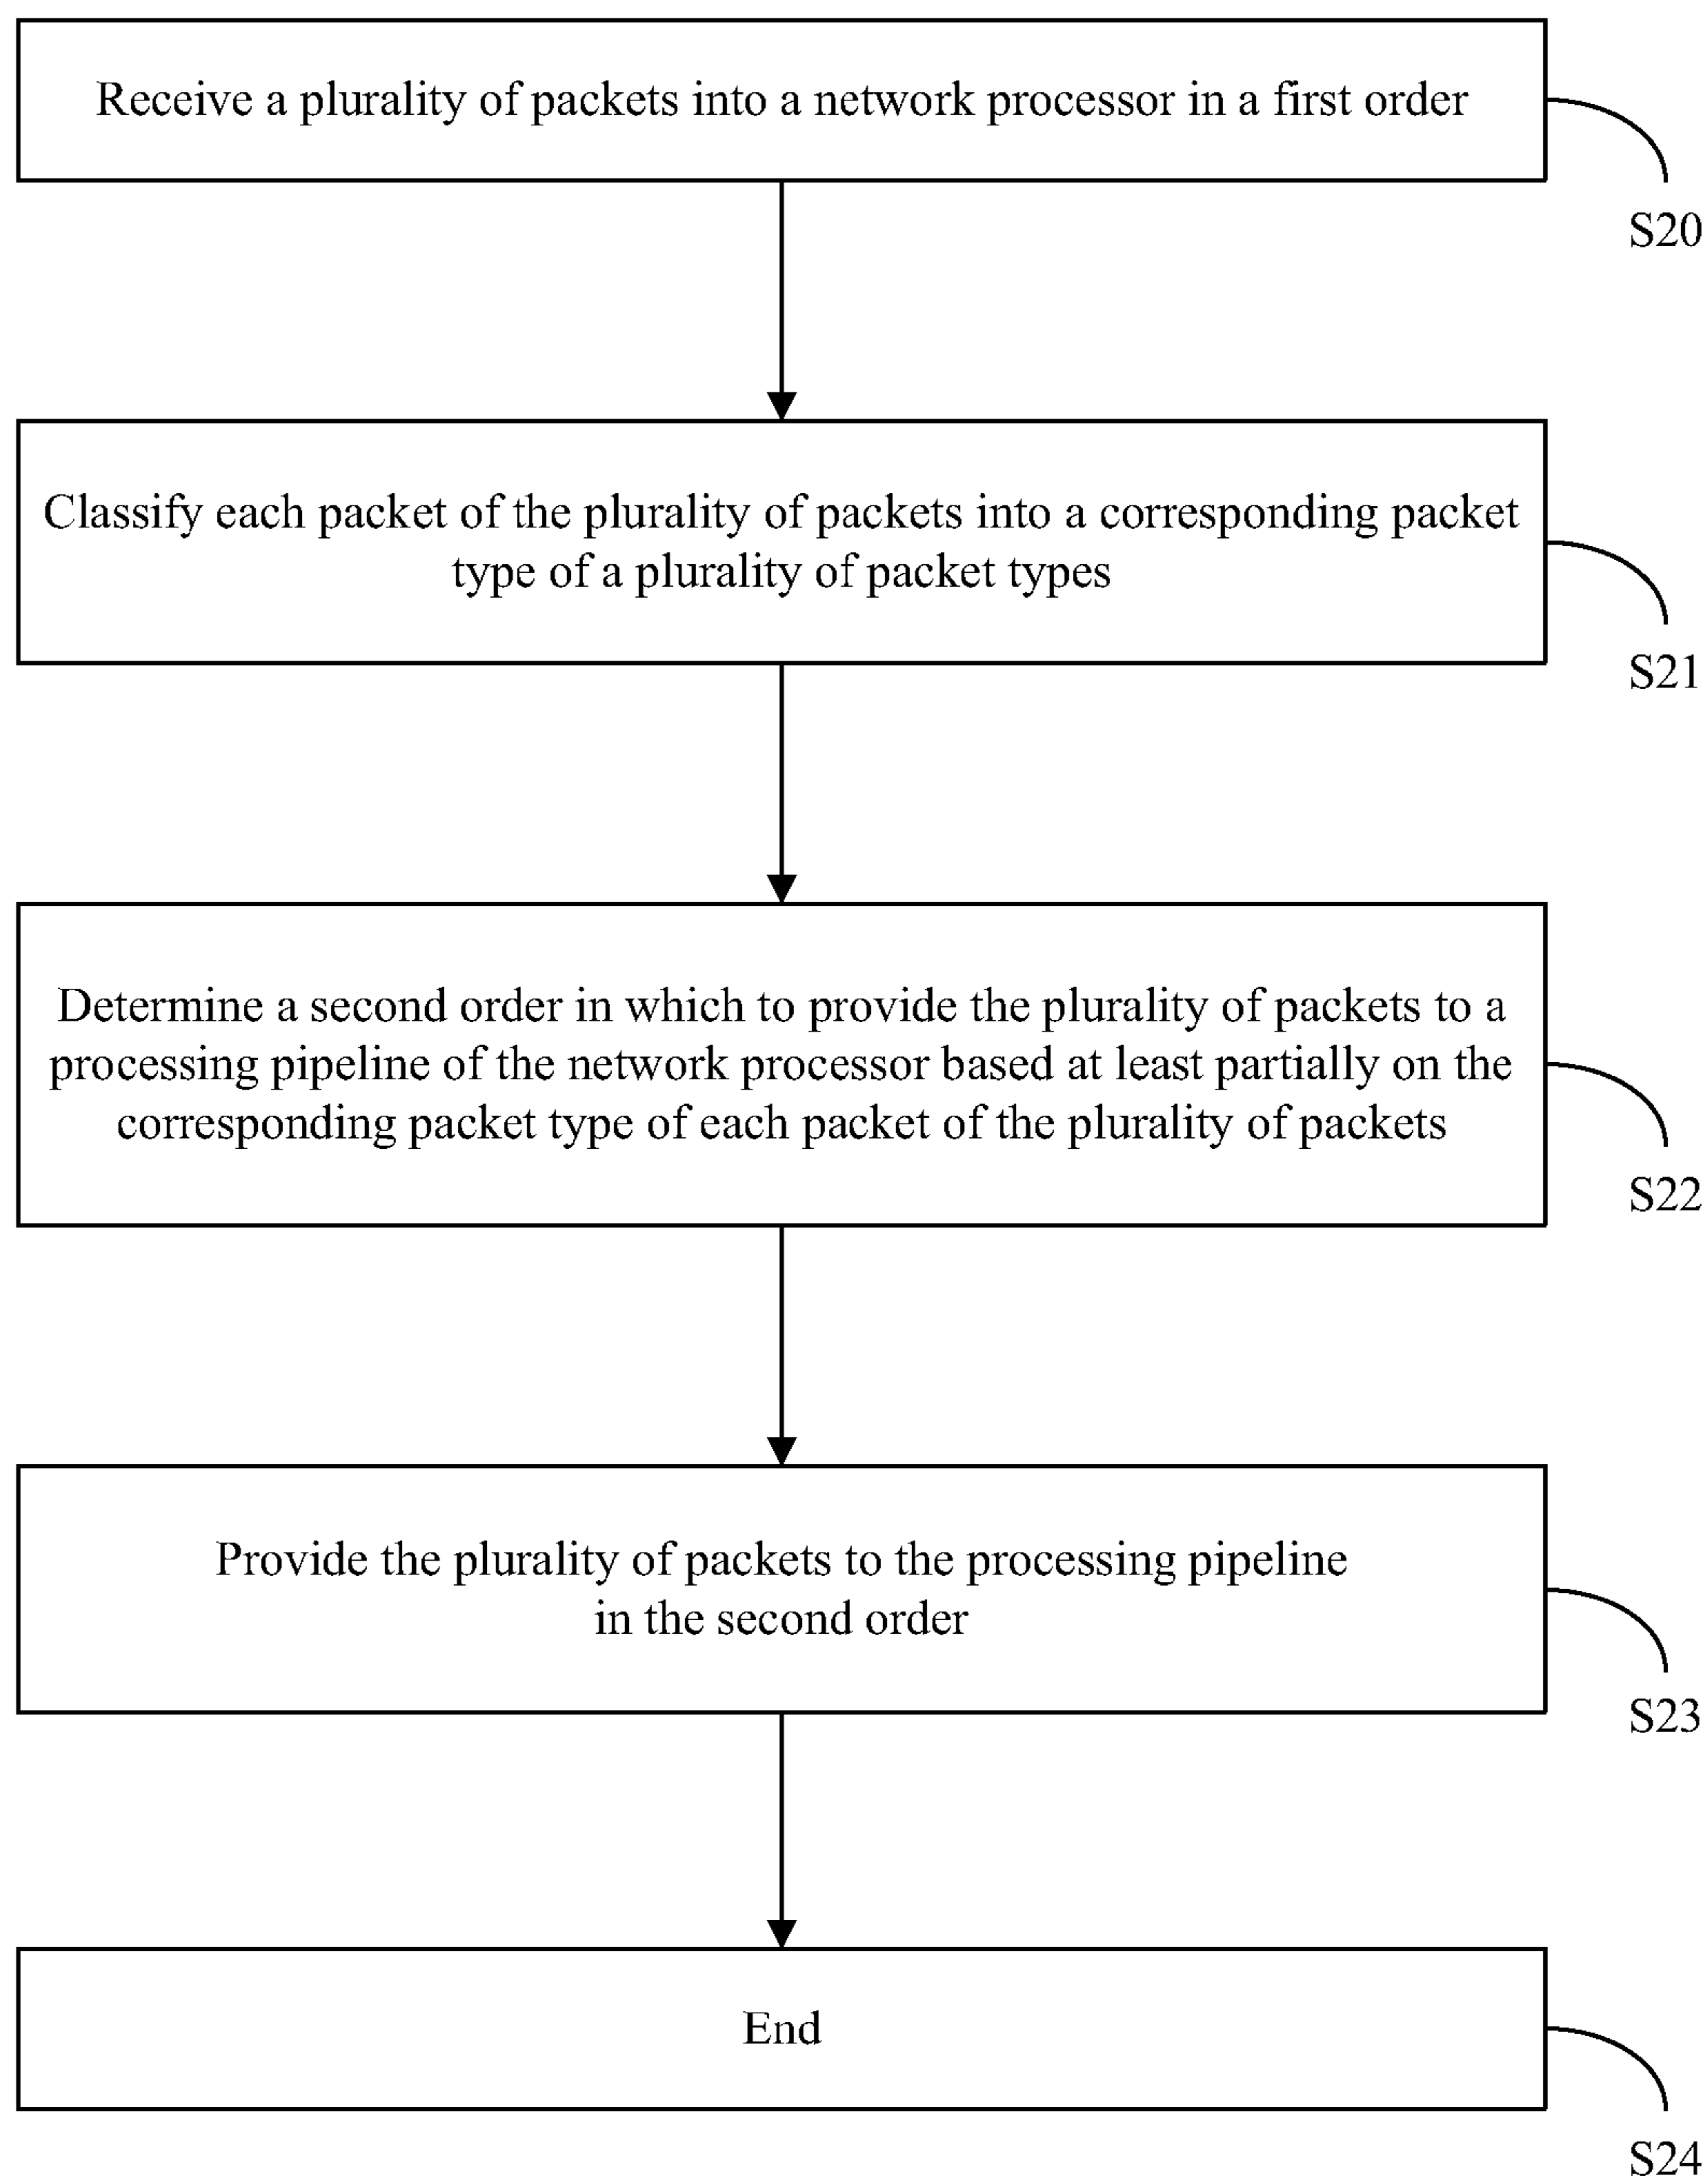 Receive a plurality of packets into a network processor in a first order
S20
Classify each packet of the plurality of packets into a corresponding packet
type of a plurality of packet types
S21
Determine a second order in which to provide the plurality of packets to a
processing pipeline of the network processor based at least partially on the
corresponding packet type of each packet of the plurality of packets
S22
Provide the plurality of packets to the processing pipeline
in the second order
S23
End
S24